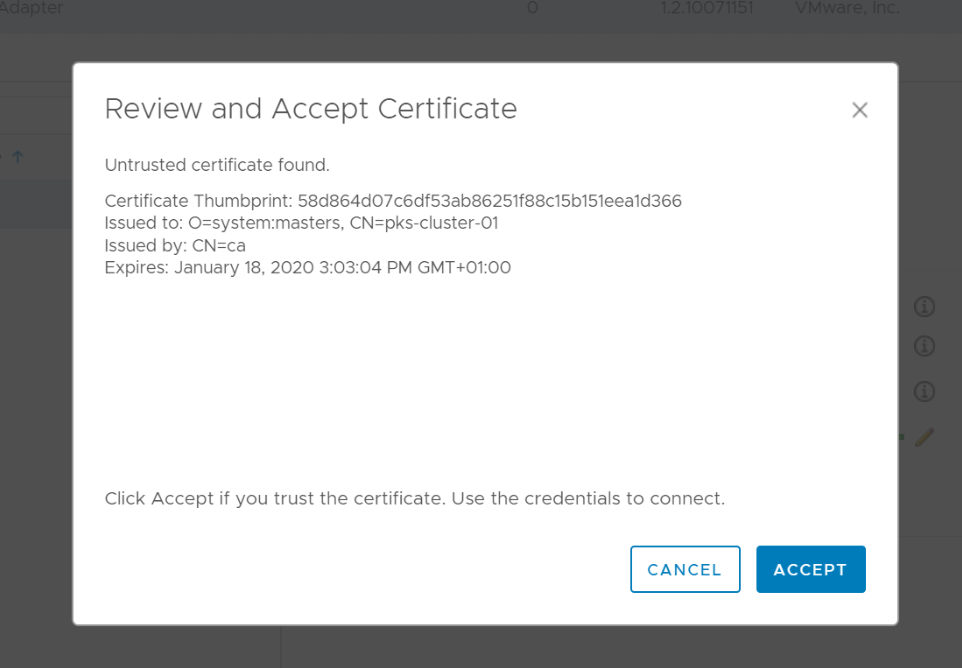 Adapter 0 1.2.10071151 VMware, Inc.
Review and Accept Certificate
Untrusted certificate found.
Certificate Thumbprint: 58d864d07c6df53ab86251f88c15b151eea1d366
Issued to: O=system:masters, CN=pks-cluster-01
Issued by: CN=ca
Expires: January 18, 2020 3:03:04 PM GMT+01:00
Click Accept if you trust the certificate. Use the credentials to connect.
CANCEL ACCEPT